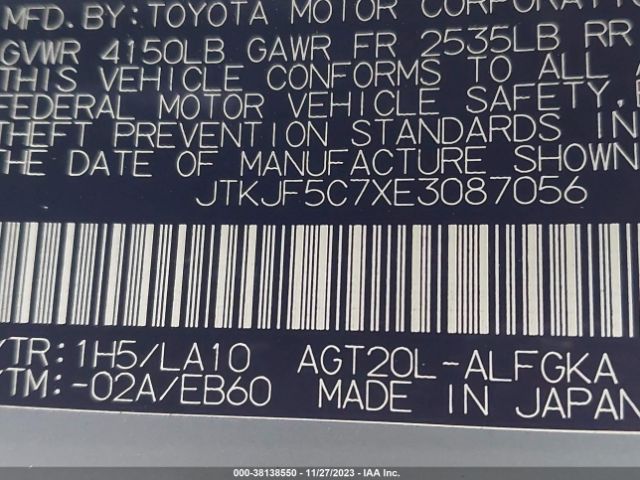 MFD. BY: TOYOTA MOTOR CORPORATI
GVWR 4150LB GAWR FR 2535LB RR
THIS VEHICLE CONFORMS TO ALL A
FEDERAL MOTOR VEHICLE SAFETY,
THEFT PREVENTION STANDARDS IN
THE DATE OF MANUFACTURE SHOWN
JTKJF5C7XE3087056
/TR: 1H5/LA10 AGT20L-ALFGKA
/TM: -02A/EB60 MADE IN JAPAN
000-38138550 - 11/27/2023 - IAA Inc.